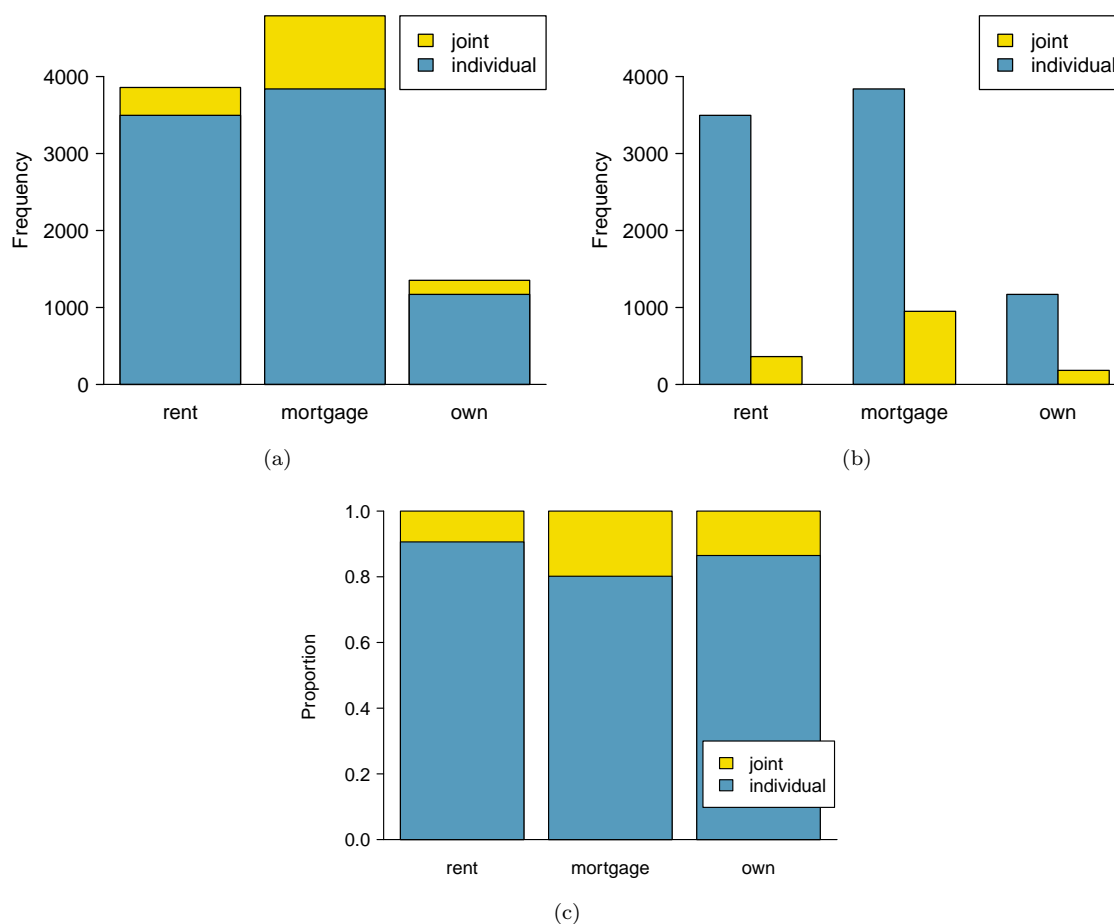 joint
individual
4000
3000
2000
1000
0
Frequency
rent mortgage own
(a)
joint
individual
4000
3000
2000
1000
0
Frequency
rent mortgage own
(b)
1.0
0.8
0.6
0.4
0.2
0.0
Proportion
joint
individual
rent mortgage own
(c)